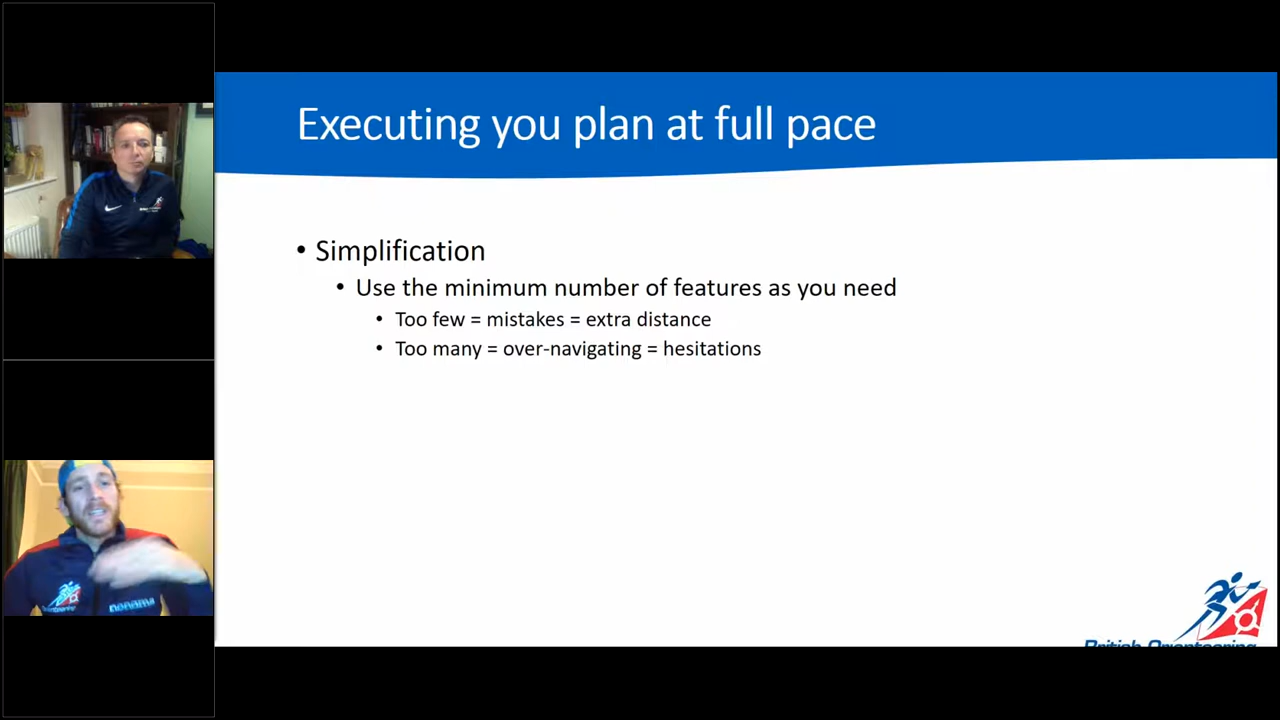 Executing you plan at full pace
• Simplification
• Use the minimum number of features as you need
• Too few = mistakes = extra distance
• Too many = over-navigating = hesitations
British Orienteering